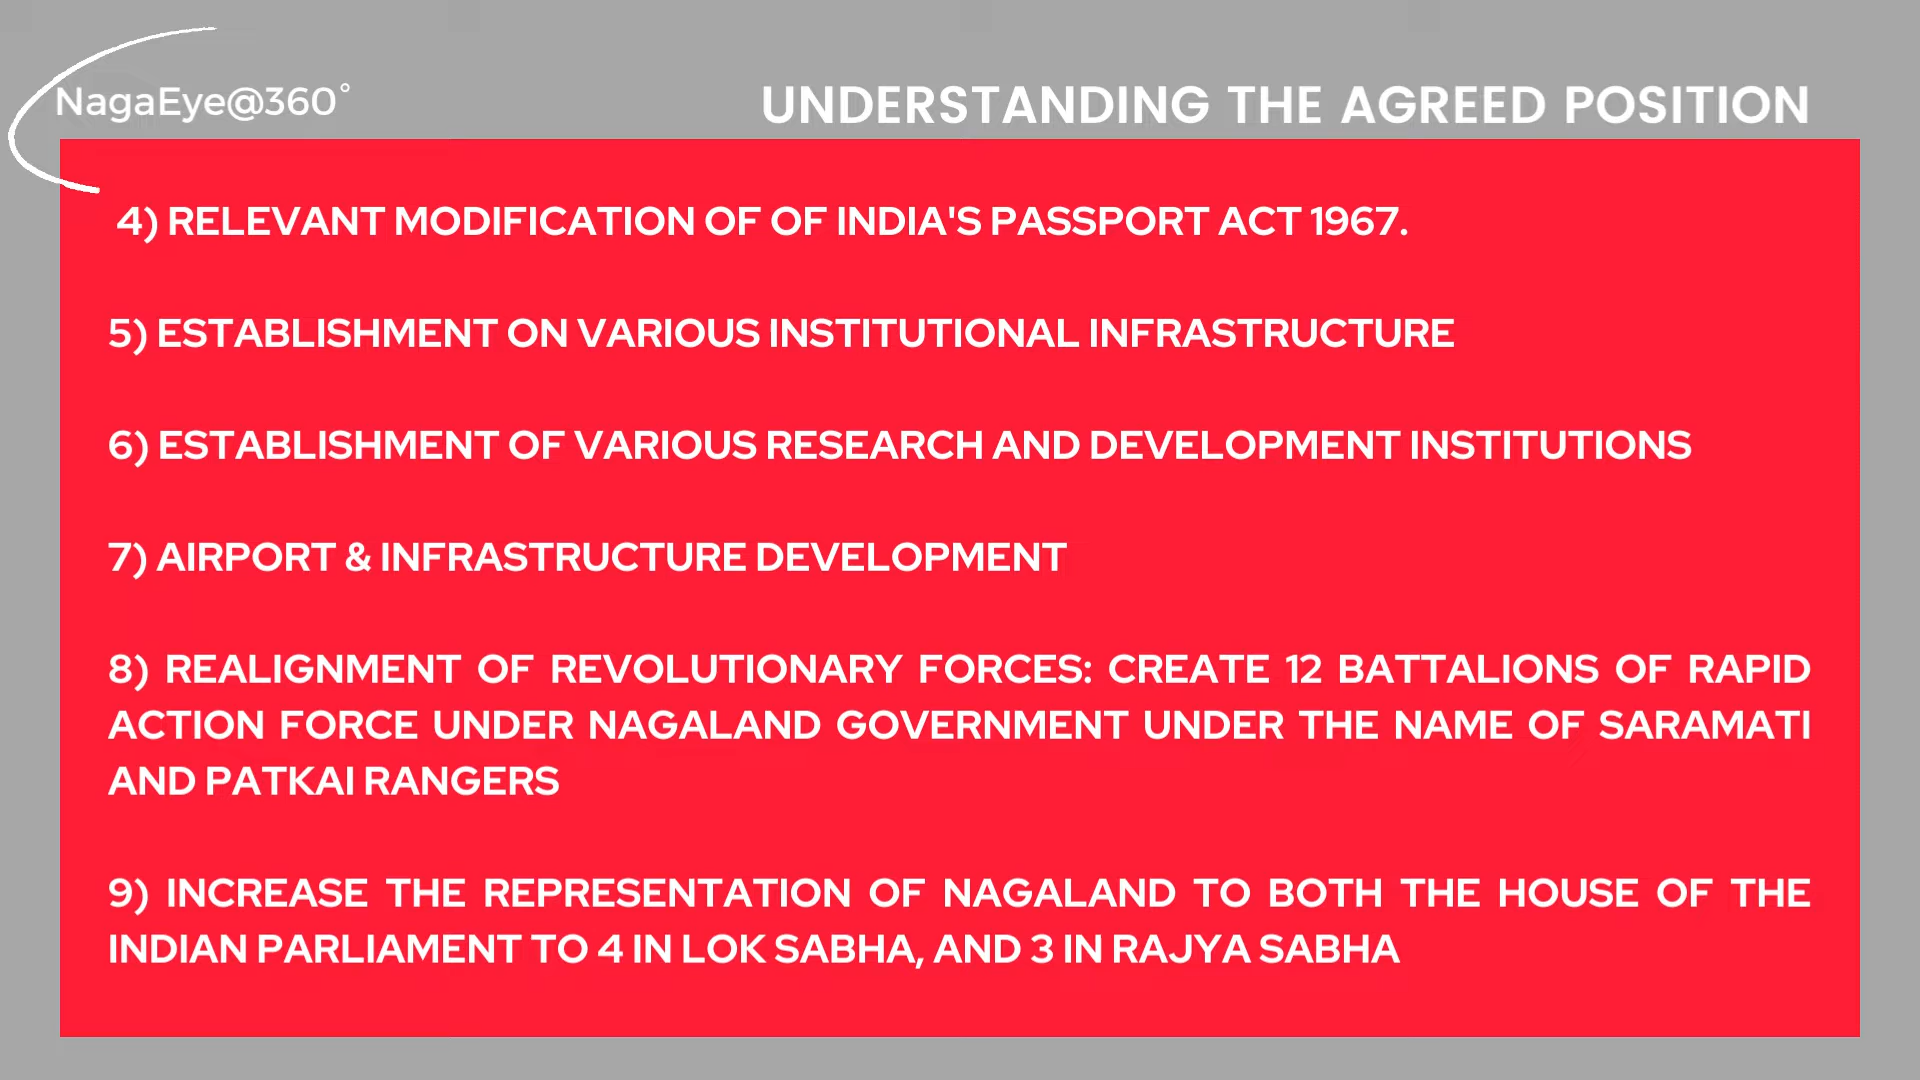 NagaEye@360°
UNDERSTANDING THE AGREED POSITION
4) RELEVANT MODIFICATION OF OF INDIA'S PASSPORT ACT 1967.
5) ESTABLISHMENT ON VARIOUS INSTITUTIONAL INFRASTRUCTURE
6) ESTABLISHMENT OF VARIOUS RESEARCH AND DEVELOPMENT INSTITUTIONS
7) AIRPORT & INFRASTRUCTURE DEVELOPMENT
8) REALIGNMENT OF REVOLUTIONARY FORCES: CREATE 12 BATTALIONS OF RAPID
ACTION FORCE UNDER NAGALAND GOVERNMENT UNDER THE NAME OF SARAMATI
AND PATKAI RANGERS
9) INCREASE THE REPRESENTATION OF NAGALAND TO BOTH THE HOUSE OF THE
INDIAN PARLIAMENT TO 4 IN LOK SABHA, AND 3 IN RAJYA SABHA